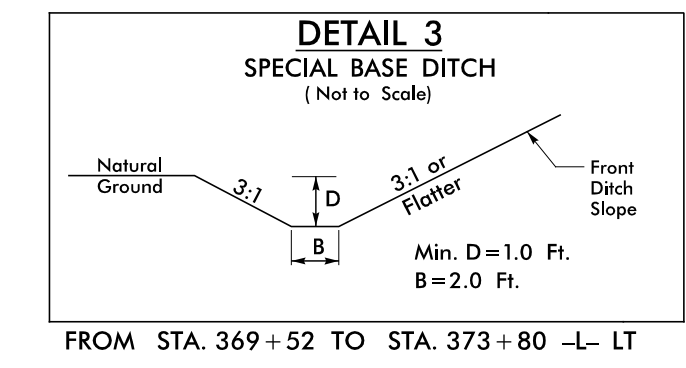 DETAIL 3
SPECIAL BASE DITCH
( Not to Scale)
Natural
Ground
3:1
D
B
3:1 or
Flatter
Front
Ditch
Slope
Min. D=1.0 Ft.
B=2.0 Ft.
FROM STA. 369+52 TO STA. 373+80 -L- LT